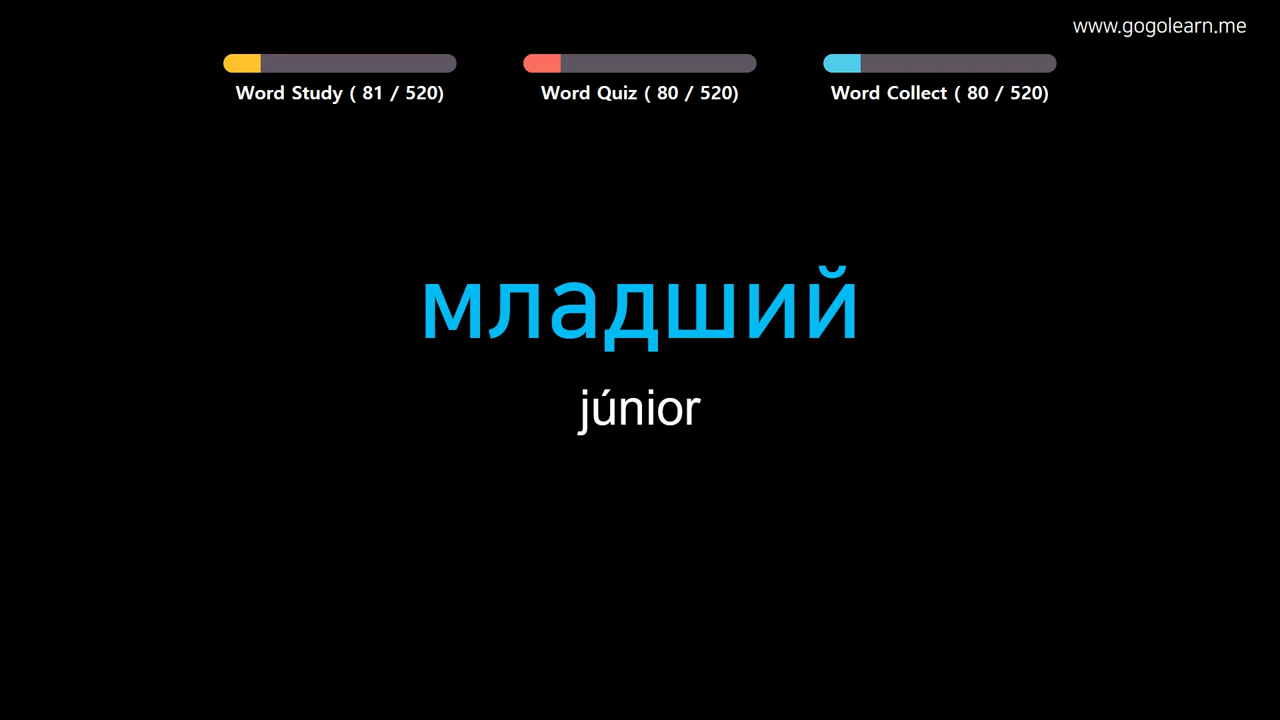 www.gogolearn.me
Word Study ( 81 / 520)
Word Quiz ( 80 / 520)
Word Collect ( 80 / 520)
младший
júnior